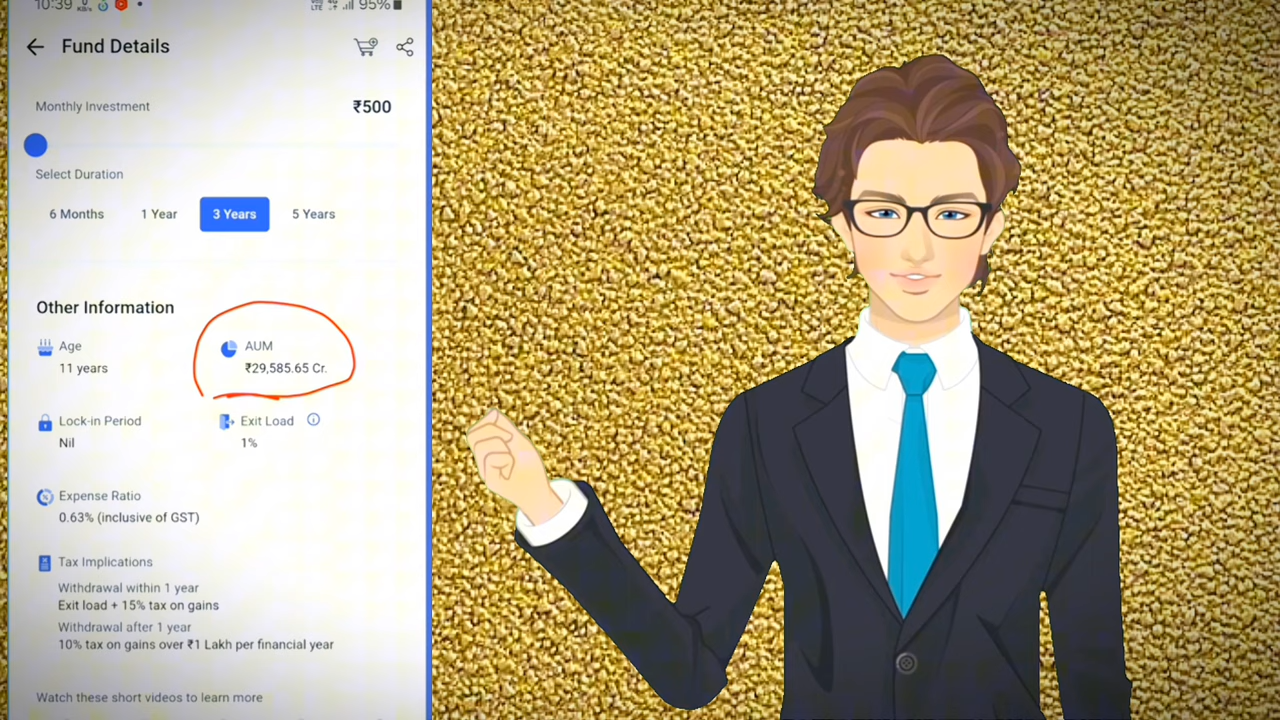 10:39 KB/s 95%
Fund Details
Monthly Investment ₹500
Select Duration
6 Months 1 Year 3 Years 5 Years
Other Information
Age AUM
11 years ₹29,585.65 Cr.
Lock-in Period Exit Load
Nil 1%
Expense Ratio
0.63% (inclusive of GST)
Tax Implications
Withdrawal within 1 year
Exit load + 15% tax on gains
Withdrawal after 1 year
10% tax on gains over ₹1 Lakh per financial year
Watch these short videos to learn more